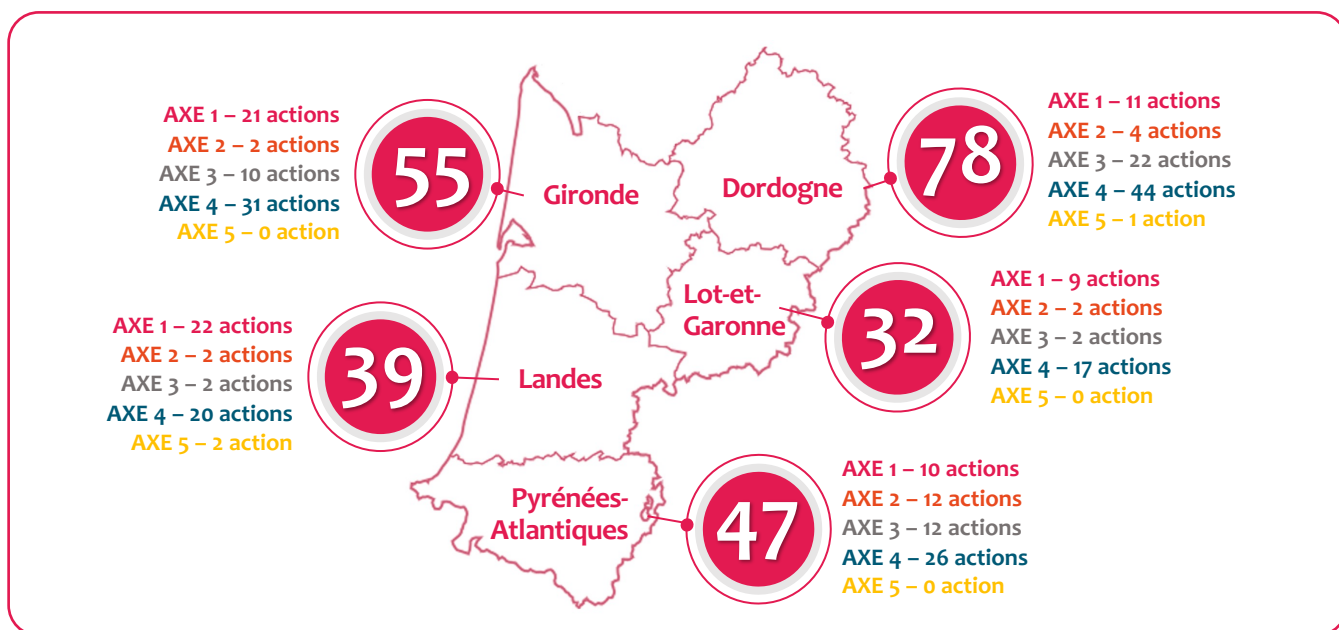 AXE 1 – 21 actions
AXE 2 – 2 actions
AXE 3 – 10 actions
AXE 4 – 31 actions
AXE 5 – 0 action
55
Gironde
Dordogne
78
AXE 1 – 11 actions
AXE 2 – 4 actions
AXE 3 – 22 actions
AXE 4 – 44 actions
AXE 5 – 1 action
AXE 1 – 22 actions
AXE 2 – 2 actions
AXE 3 – 2 actions
AXE 4 – 20 actions
AXE 5 – 2 action
39
Landes
Lot-et-
Garonne
32
AXE 1 – 9 actions
AXE 2 – 2 actions
AXE 3 – 2 actions
AXE 4 – 17 actions
AXE 5 – 0 action
Pyrénées-
Atlantiques
47
AXE 1 – 10 actions
AXE 2 – 12 actions
AXE 3 – 12 actions
AXE 4 – 26 actions
AXE 5 – 0 action